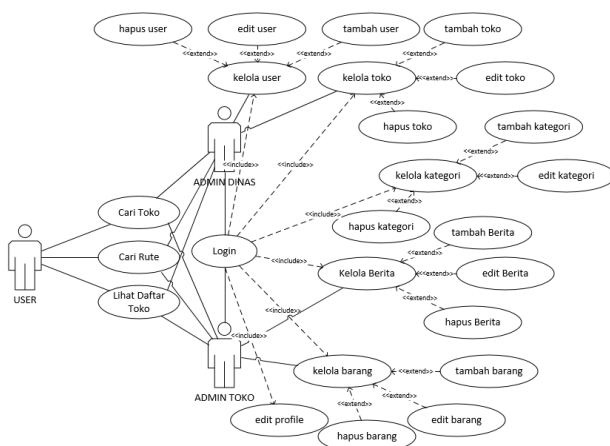 hapus user
edit user
tambah user
tambah toko
<<extend>>
<<extend>>
<<extend>>
<<extend>>
kelola user
kelola toko
<<extend>>
edit toko
<<extend>>
hapus toko
tambah kategori
<<extend>>
ADMIN DINAS
<<include>>
<<include>>
kelola kategori
<<extend>>
edit kategori
<<extend>>
Cari Toko
<<include>>
hapus kategori
tambah Berita
Login
<<extend>>
USER
Cari Rute
<<include>>
Kelola Berita
<<extend>>
edit Berita
Lihat Daftar
Toko
<<extend>>
hapus Berita
<<include>>
<<include>>
ADMIN TOKO
kelola barang
<<extend>>
tambah barang
<<extend>>
<<extend>>
edit profile
hapus barang
edit barang